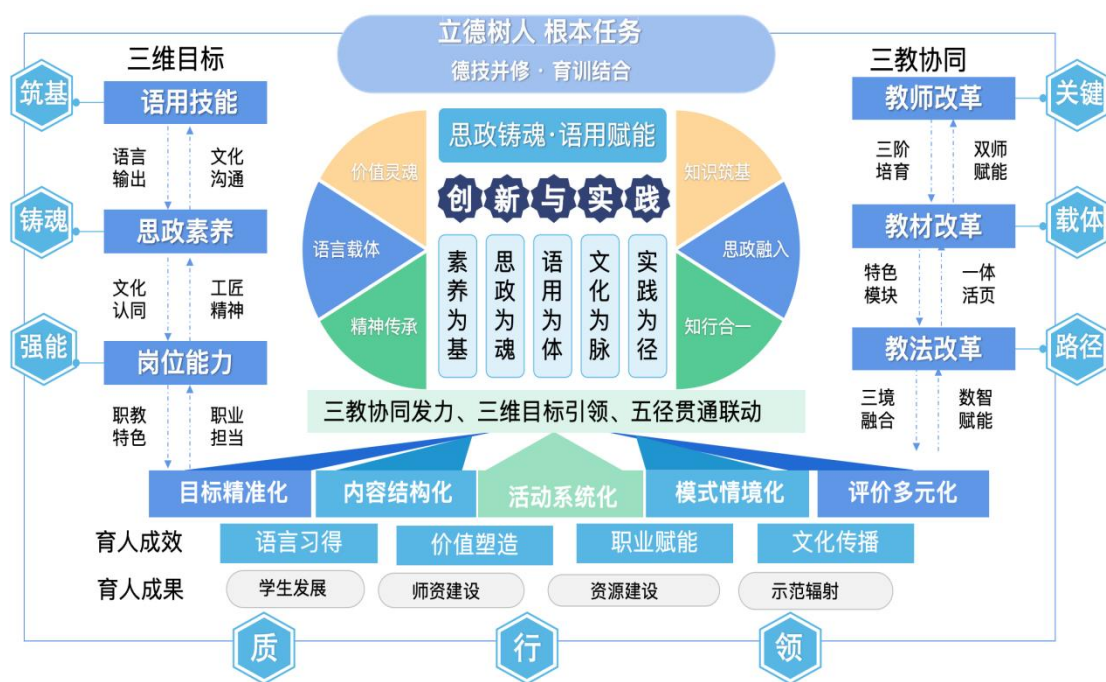 立德树人 根本任务
德技并修·育训结合
三维目标
筑基
语用技能
语言
输出
文化
沟通
铸魂
思政素养
文化
认同
工匠
精神
强能
岗位能力
职教
特色
职业
担当
思政铸魂·语用赋能
创新与实践
价值灵魂
语言载体
精神传承
素养为基
思政为魂
语用为体
文化为脉
实践为径
知识筑基
思政融入
知行合一
三教协同
教师改革
关键
三阶
培育
双师
赋能
教材改革
载体
特色
模块
一体
活页
教法改革
路径
三境
融合
数智
赋能
三教协同发力、三维目标引领、五径贯通联动
目标精准化
内容结构化
活动系统化
模式情境化
评价多元化
育人成效
语言习得
价值塑造
职业赋能
文化传播
育人成果
学生发展
师资建设
资源建设
示范辐射
质
行
领